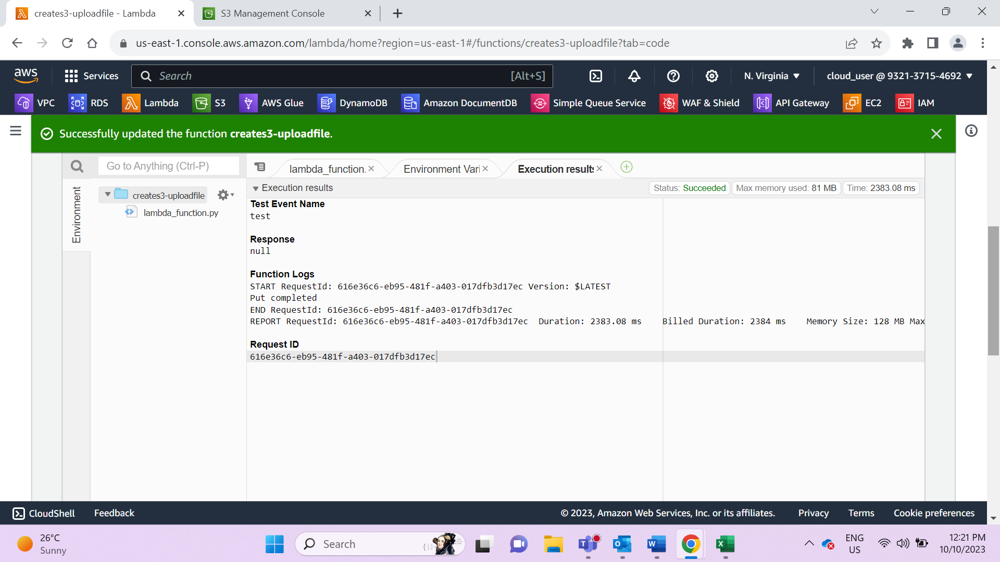 creates3-uploadfile - Lambda
S3 Management Console
us-east-1.console.aws.amazon.com/lambda/home?region=us-east-1#/functions/creates3-uploadfile?tab=code
aws Services Search [Alt+S] N. Virginia cloud_user @ 9321-3715-4692
VPC RDS Lambda S3 AWS Glue DynamoDB Amazon DocumentDB Simple Queue Service WAF & Shield API Gateway EC2 IAM
Successfully updated the function creates3-uploadfile.
Go to Anything (Ctrl-P) lambda_function. Environment Vari Execution results
Execution results Status: Succeeded Max memory used: 81 MB Time: 2383.08 ms
Environment
creates3-uploadfile
lambda_function.py
Test Event Name
test
Response
null
Function Logs
START RequestId: 616e36c6-eb95-481f-a403-017dfb3d17ec Version: $LATEST
Put completed
END RequestId: 616e36c6-eb95-481f-a403-017dfb3d17ec
REPORT RequestId: 616e36c6-eb95-481f-a403-017dfb3d17ec Duration: 2383.08 ms Billed Duration: 2384 ms Memory Size: 128 MB Max
Request ID
616e36c6-eb95-481f-a403-017dfb3d17ec
CloudShell Feedback © 2023, Amazon Web Services, Inc. or its affiliates. Privacy Terms Cookie preferences
26°C
Sunny
Search
ENG
US
12:21 PM
10/10/2023